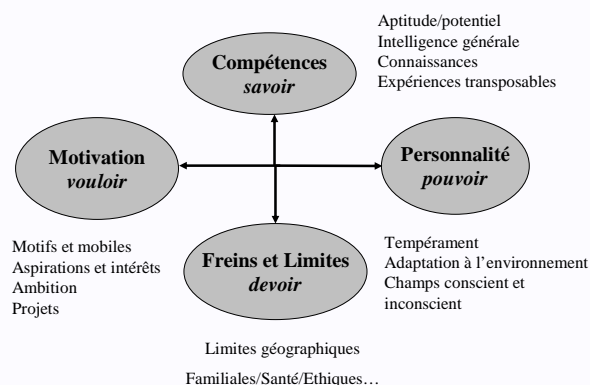 Aptitude/potentiel
Intelligence générale
Connaissances
Expériences transposables
Compétences
savoir
Motivation
vouloir
Personnalité
pouvoir
Motifs et mobiles
Aspirations et intérêts
Ambition
Projets
Freins et Limites
devoir
Tempérament
Adaptation à l’environnement
Champs conscient et
inconscient
Limites géographiques
Familiales/Santé/Ethiques…